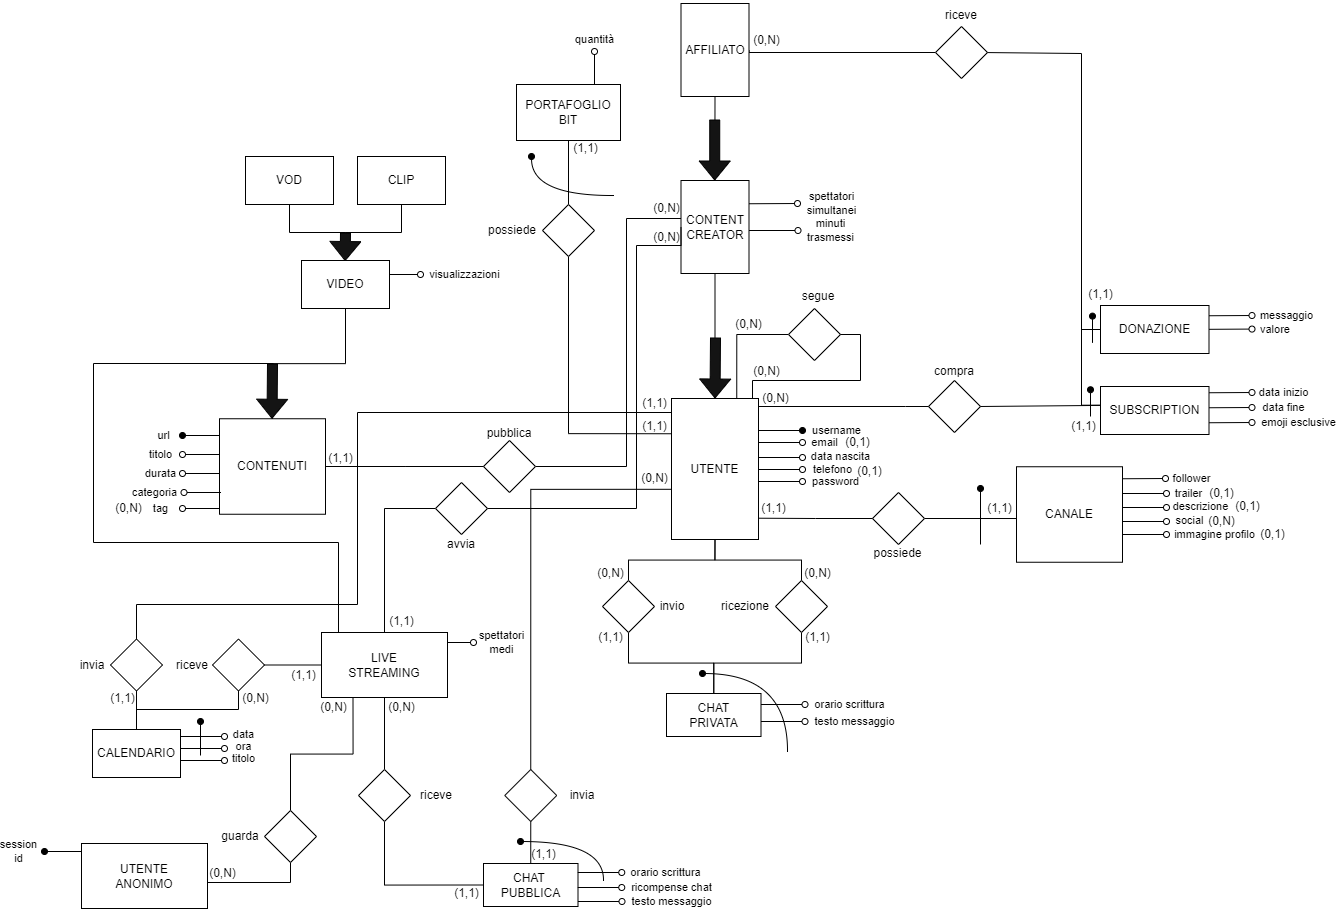 riceve
quantità
AFFILIATO
(0,N)
PORTAFOGLIO
BIT
(1,1)
VOD
CLIP
spettatori
simultanei
minuti
trasmessi
(0,N)
CONTENT
CREATOR
(0,N)
possiede
VIDEO
visualizzazioni
segue
(1,1)
(0,N)
messaggio
DONAZIONE
valore
compra
(0,N)
data inizio
(1,1)
(0,N)
SUBSCRIPTION
data fine
emoji esclusive
(1,1)
(1,1)
url
pubblica
username
email (0,1)
titolo
(1,1)
data nascita
CONTENUTI
UTENTE
telefono (0,1)
durata
(0,N)
password
follower
categoria
trailer (0,1)
(0,N) tag
(1,1)
(1,1)
CANALE
descrizione (0,1)
social (0,N)
immagine profilo (0,1)
avvia
possiede
(0,N)
(0,N)
invio
ricezione
(1,1)
spettatori
medi
(1,1)
(1,1)
invia
riceve
LIVE
STREAMING
(1,1)
(1,1)
(0,N)
(0,N)
(0,N)
CHAT
PRIVATA
orario scrittura
testo messaggio
data
CALENDARIO
ora
titolo
riceve
invia
guarda
session
id
(1,1)
UTENTE
ANONIMO
(0,N)
(1,1)
CHAT
PUBBLICA
orario scrittura
ricompense chat
testo messaggio